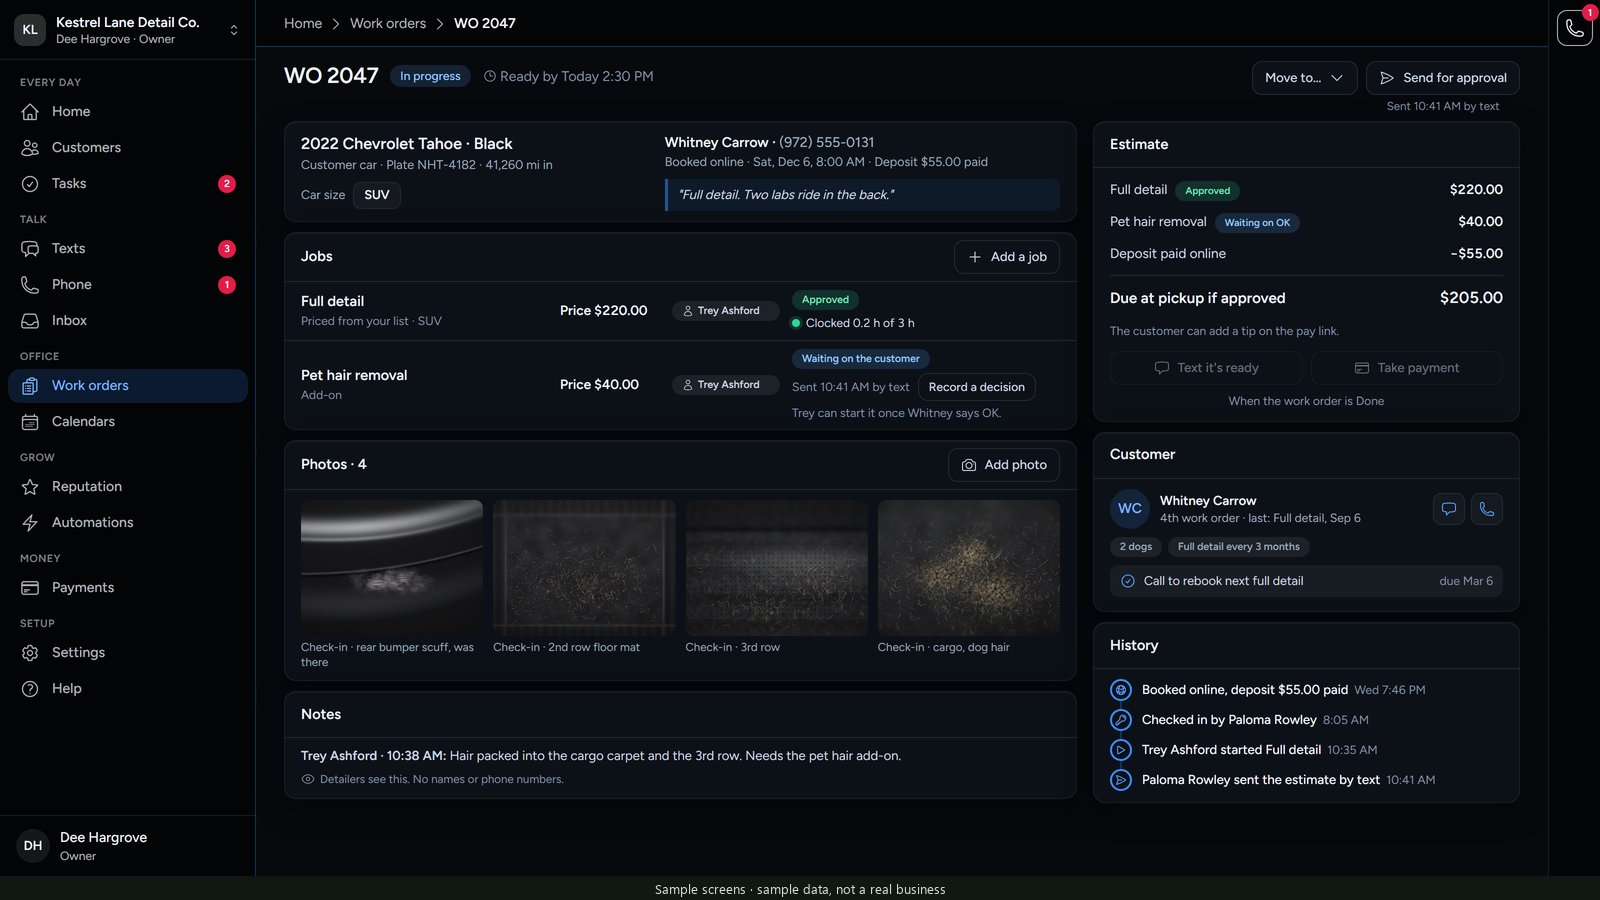 KL
Kestrel Lane Detail Co.
Dee Hargrove · Owner
EVERY DAY
Home
Customers
Tasks 2
TALK
Texts 3
Phone 1
Inbox
OFFICE
Work orders
Calendars
GROW
Reputation
Automations
MONEY
Payments
SETUP
Settings
Help
DH
Dee Hargrove
Owner
Home > Work orders > WO 2047
1
WO 2047 In progress Ready by Today 2:30 PM
Move to...
Send for approval
Sent 10:41 AM by text
2022 Chevrolet Tahoe · Black
Customer car · Plate NHT-4182 · 41,260 mi in
Car size SUV
Whitney Carrow · (972) 555-0131
Booked online · Sat, Dec 6, 8:00 AM · Deposit $55.00 paid
"Full detail. Two labs ride in the back."
Jobs
Add a job
Full detail
Priced from your list · SUV
Price $220.00
Trey Ashford
Approved
Clocked 0.2 h of 3 h
Pet hair removal
Add-on
Price $40.00
Trey Ashford
Waiting on the customer
Sent 10:41 AM by text
Record a decision
Trey can start it once Whitney says OK.
Photos · 4
Add photo
Check-in · rear bumper scuff, was
there
Check-in · 2nd row floor mat
Check-in · 3rd row
Check-in · cargo, dog hair
Notes
Trey Ashford · 10:38 AM: Hair packed into the cargo carpet and the 3rd row. Needs the pet hair add-on.
Detailers see this. No names or phone numbers.
Estimate
Full detail Approved $220.00
Pet hair removal Waiting on OK $40.00
Deposit paid online -$55.00
Due at pickup if approved $205.00
The customer can add a tip on the pay link.
Text it's ready
Take payment
When the work order is Done
Customer
WC
Whitney Carrow
4th work order · last: Full detail, Sep 6
2 dogs
Full detail every 3 months
Call to rebook next full detail due Mar 6
History
Booked online, deposit $55.00 paid Wed 7:46 PM
Checked in by Paloma Rowley 8:05 AM
Trey Ashford started Full detail 10:35 AM
Paloma Rowley sent the estimate by text 10:41 AM
Sample screens · sample data, not a real business